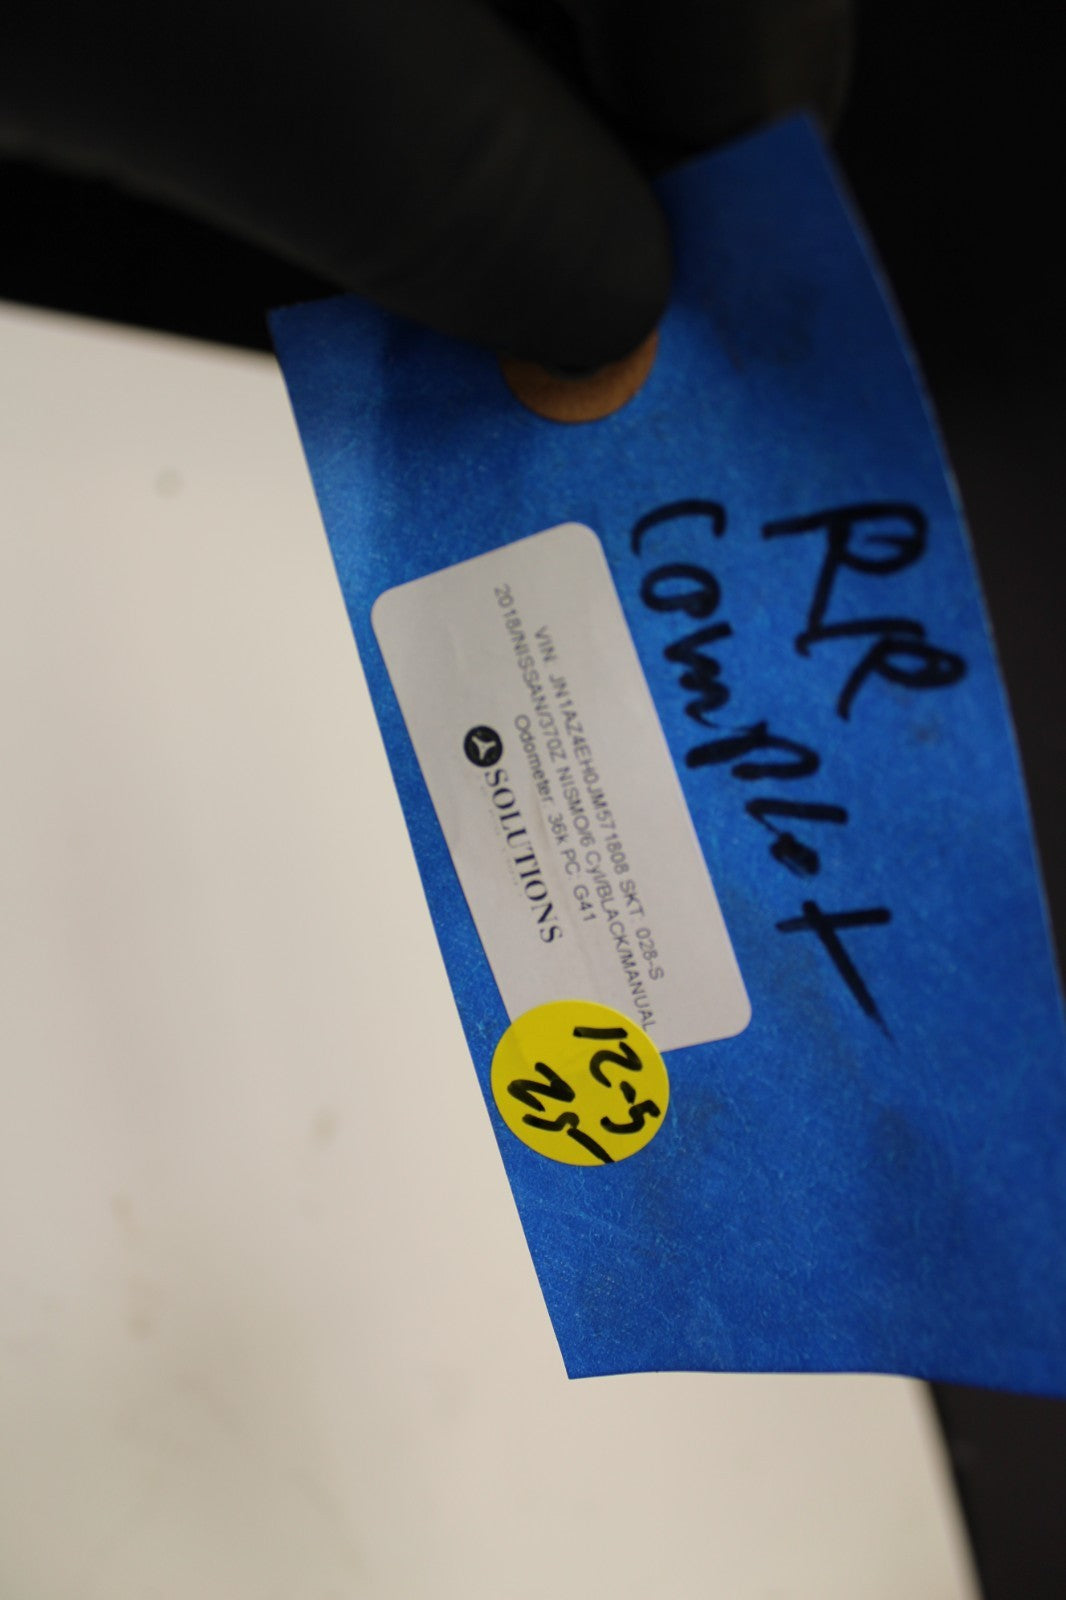 RR
complet
VIN: JN1AZ4EH0JM571808 SKT: 028-S
2018/NISSAN/370Z NISMO/6 Cyl/BLACK/MANUAL
Odometer: 36k PC: G41
SOLUTIONS
12-5
25